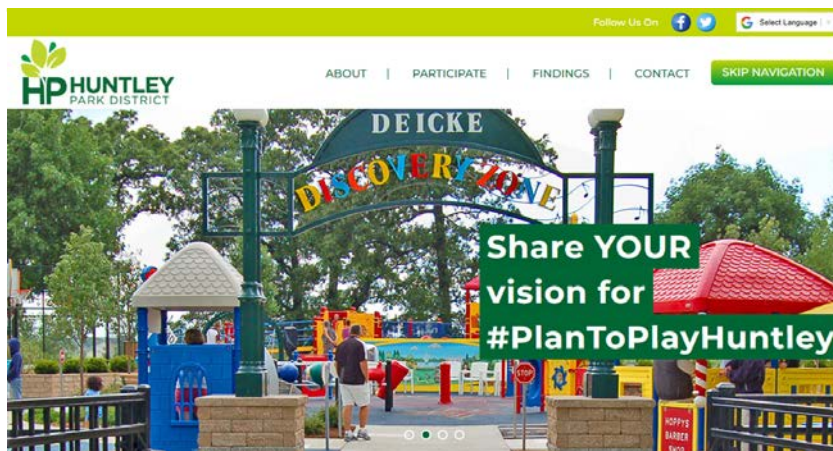 Follow Us On
Select Language
HP HUNTLEY
PARK DISTRICT
ABOUT | PARTICIPATE | FINDINGS | CONTACT
SKIP NAVIGATION
DEICKE
DISCOVERY ZONE
Share YOUR
vision for
#PlanToPlayHuntley
STOP
HOPPYS
BARBER
SHOP